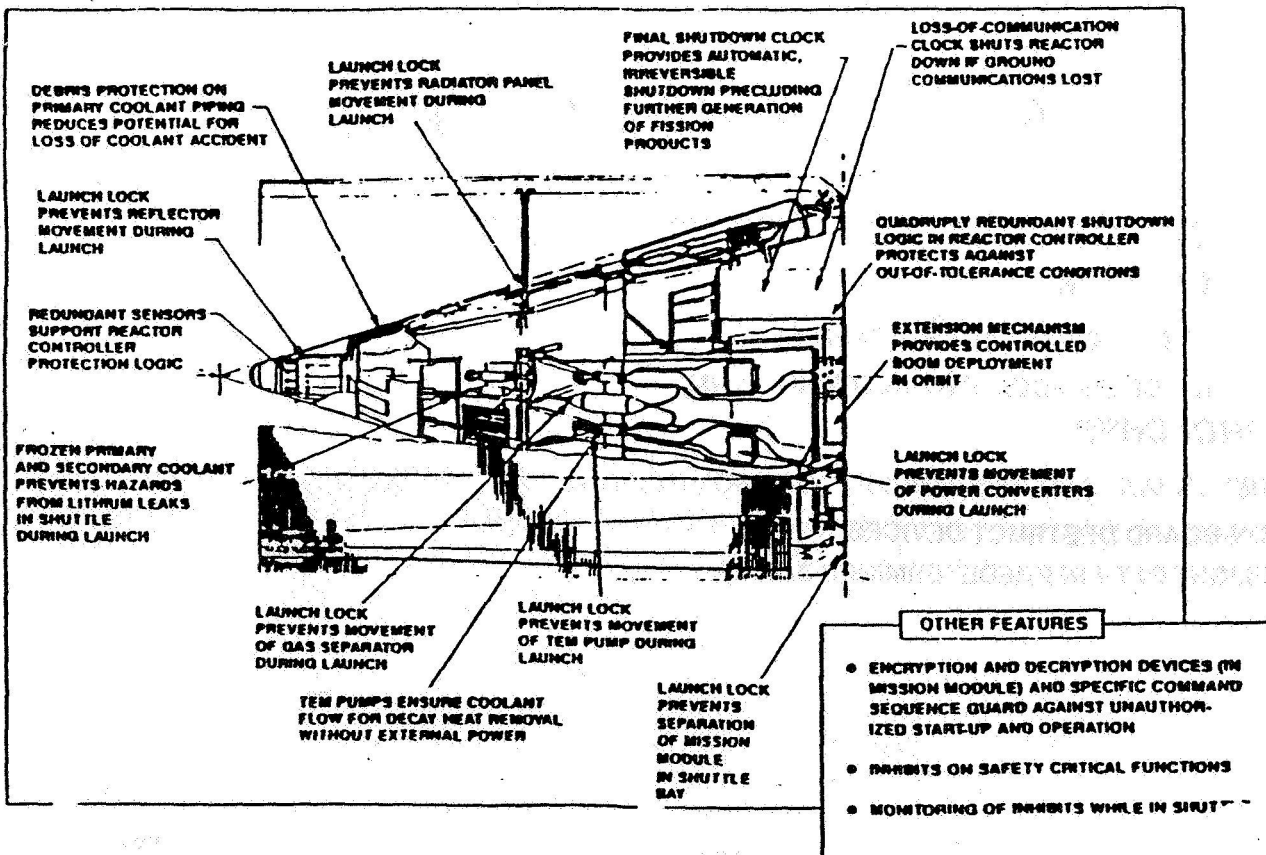 DEBRIS PROTECTION ON
PRIMARY COOLANT PIPING
REDUCES POTENTIAL FOR
LOSS OF COOLANT ACCIDENT
LAUNCH LOCK
PREVENTS RADIATOR PANEL
MOVEMENT DURING
LAUNCH
FINAL SHUTDOWN CLOCK
PROVIDES AUTOMATIC,
IRREVERSIBLE
SHUTDOWN PRECLUDING
FURTHER GENERATION
OF FISSION
PRODUCTS
LOSS-OF-COMMUNICATION
CLOCK SHUTS REACTOR
DOWN IF GROUND
COMMUNICATIONS LOST
LAUNCH LOCK
PREVENTS REFLECTOR
MOVEMENT DURING
LAUNCH
QUADRUPLY REDUNDANT SHUTDOWN
LOGIC IN REACTOR CONTROLLER
PROTECTS AGAINST
OUT-OF-TOLERANCE CONDITIONS
REDUNDANT SENSORS
SUPPORT REACTOR
CONTROLLER
PROTECTION LOGIC
EXTENSION MECHANISM
PROVIDES CONTROLLED
BOOM DEPLOYMENT
IN ORBIT
FROZEN PRIMARY
AND SECONDARY COOLANT
PREVENTS HAZARDS
FROM LITHIUM LEAKS
IN SHUTTLE
DURING LAUNCH
LAUNCH LOCK
PREVENTS MOVEMENT
OF POWER CONVERTERS
DURING LAUNCH
LAUNCH LOCK
PREVENTS MOVEMENT
OF GAS SEPARATOR
DURING LAUNCH
LAUNCH LOCK
PREVENTS MOVEMENT
OF TEM PUMP DURING
LAUNCH
TEM PUMPS ENSURE COOLANT
FLOW FOR DECAY HEAT REMOVAL
WITHOUT EXTERNAL POWER
LAUNCH LOCK
PREVENTS
SEPARATION
OF MISSION
MODULE
IN SHUTTLE
BAY
OTHER FEATURES
• ENCRYPTION AND DECRYPTION DEVICES (IN
MISSION MODULE) AND SPECIFIC COMMAND
SEQUENCE GUARD AGAINST UNAUTHOR-
IZED START-UP AND OPERATION
• INHIBITS ON SAFETY CRITICAL FUNCTIONS
• MONITORING OF INHIBITS WHILE IN